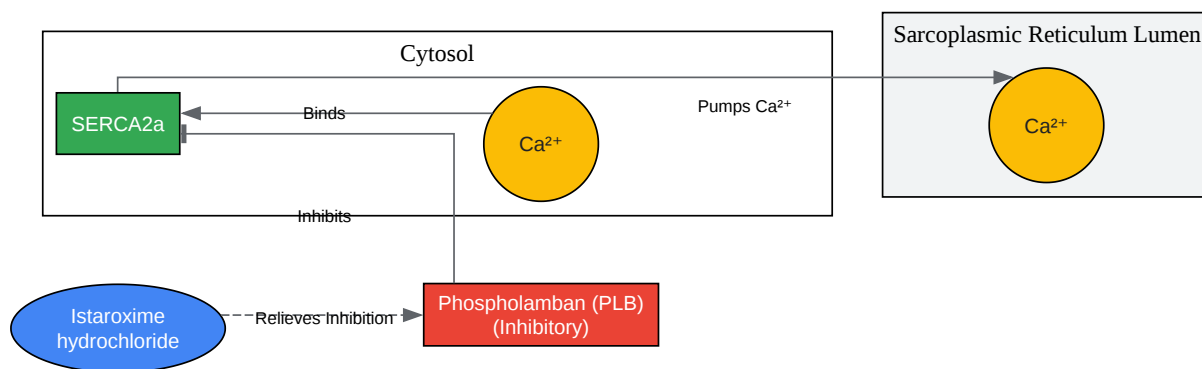 Sarcoplasmic Reticulum Lumen
Cytosol
Pumps Ca²⁺
SERCA2a
Binds
Ca²⁺
Ca²⁺
Inhibits
Phospholamban (PLB)
(Inhibitory)
Istaroxime
hydrochloride
Relieves Inhibition